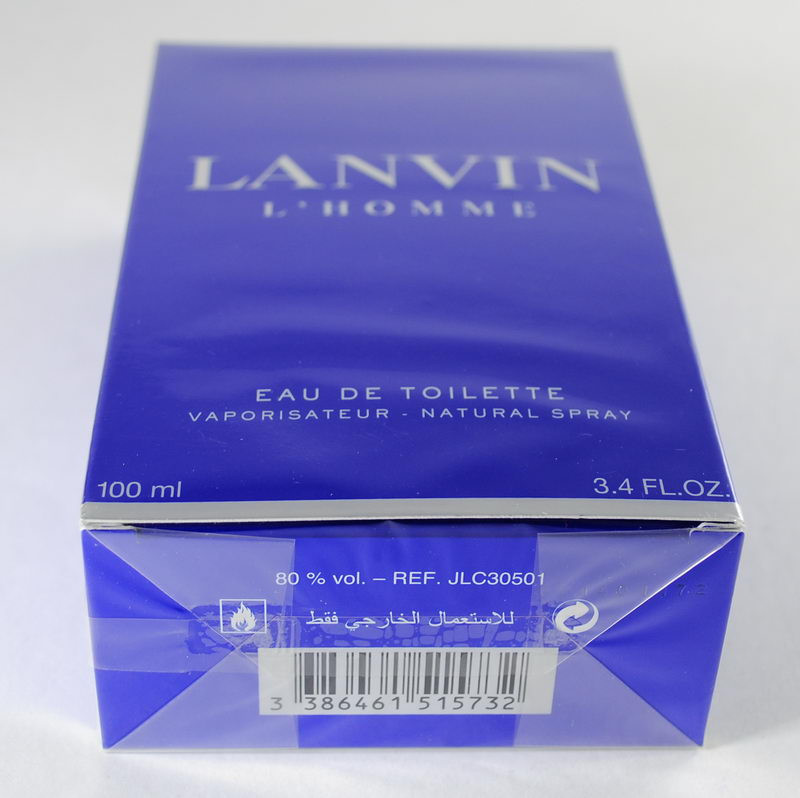 LANVIN
L'HOMME
EAU DE TOILETTE
VAPORISATEUR - NATURAL SPRAY
100 ml 3.4 FL.OZ.
80 % vol. – REF. JLC30501
للاستعمال الخارجي فقط
3 386461 515732